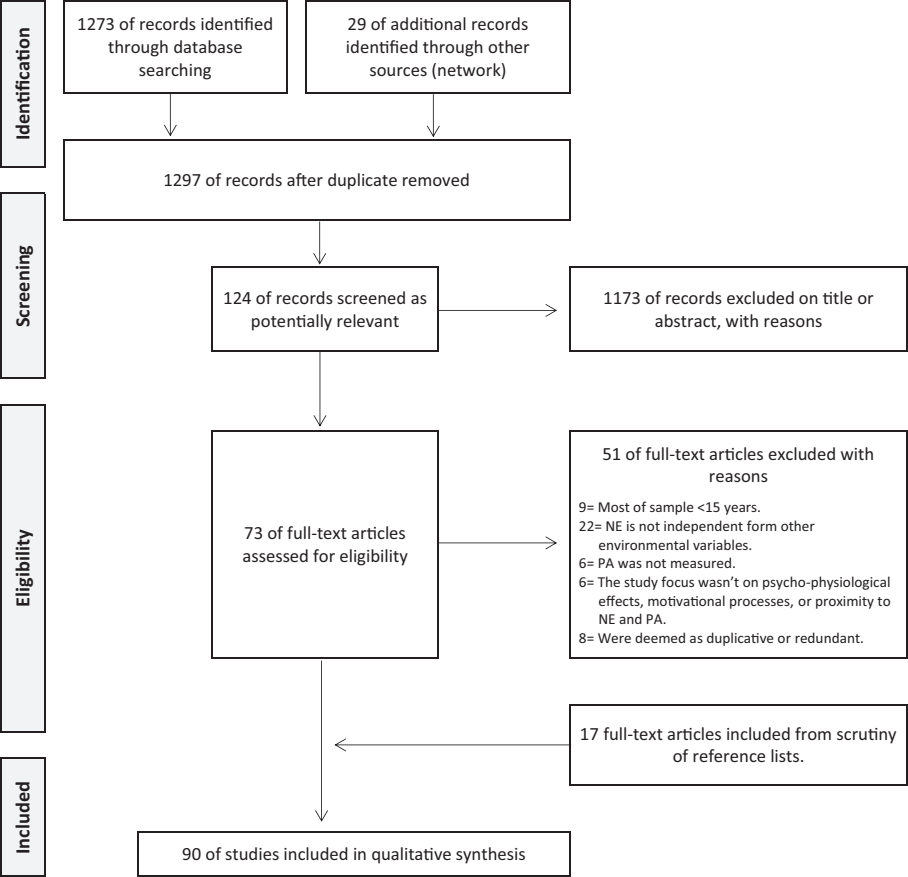 Identification
1273 of records identified
through database
searching
29 of additional records
identified through other
sources (network)
1297 of records after duplicate removed
Screening
124 of records screened as
potentially relevant
1173 of records excluded on title or
abstract, with reasons
Eligibility
73 of full-text articles
assessed for eligibility
51 of full-text articles excluded with
reasons
9= Most of sample <15 years.
22= NE is not independent form other
environmental variables.
6= PA was not measured.
6= The study focus wasn't on psycho-physiological
effects, motivational processes, or proximity to
NE and PA.
8= Were deemed as duplicative or redundant.
17 full-text articles included from scrutiny
of reference lists.
Included
90 of studies included in qualitative synthesis